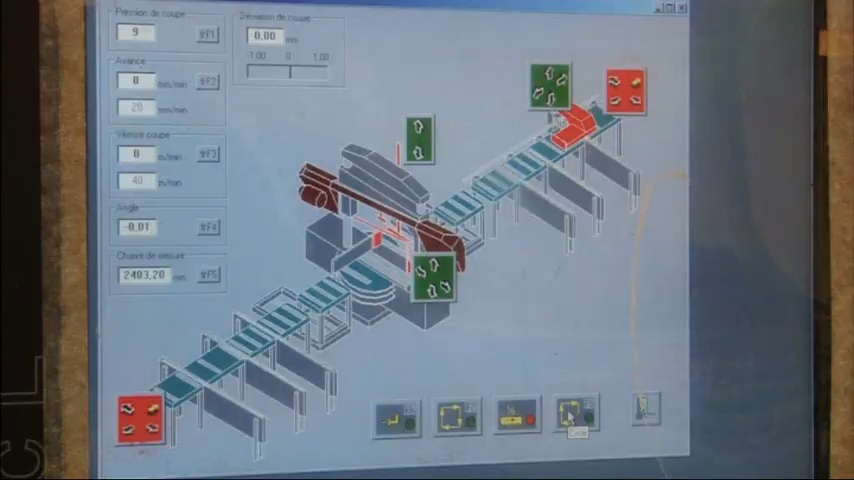 Pression de coupe
9
⇧F1
Déviation de coupe
0.00 mm
-1.00 0 1.00
Avance
0 mm/min
⇧F2
20 mm/min
Vitesse coupe
0 m/min
⇧F3
40 m/min
Angle
-0.01
⇧F4
Chariot de mesure
2403,20 mm
⇧F5
Cycle
CL